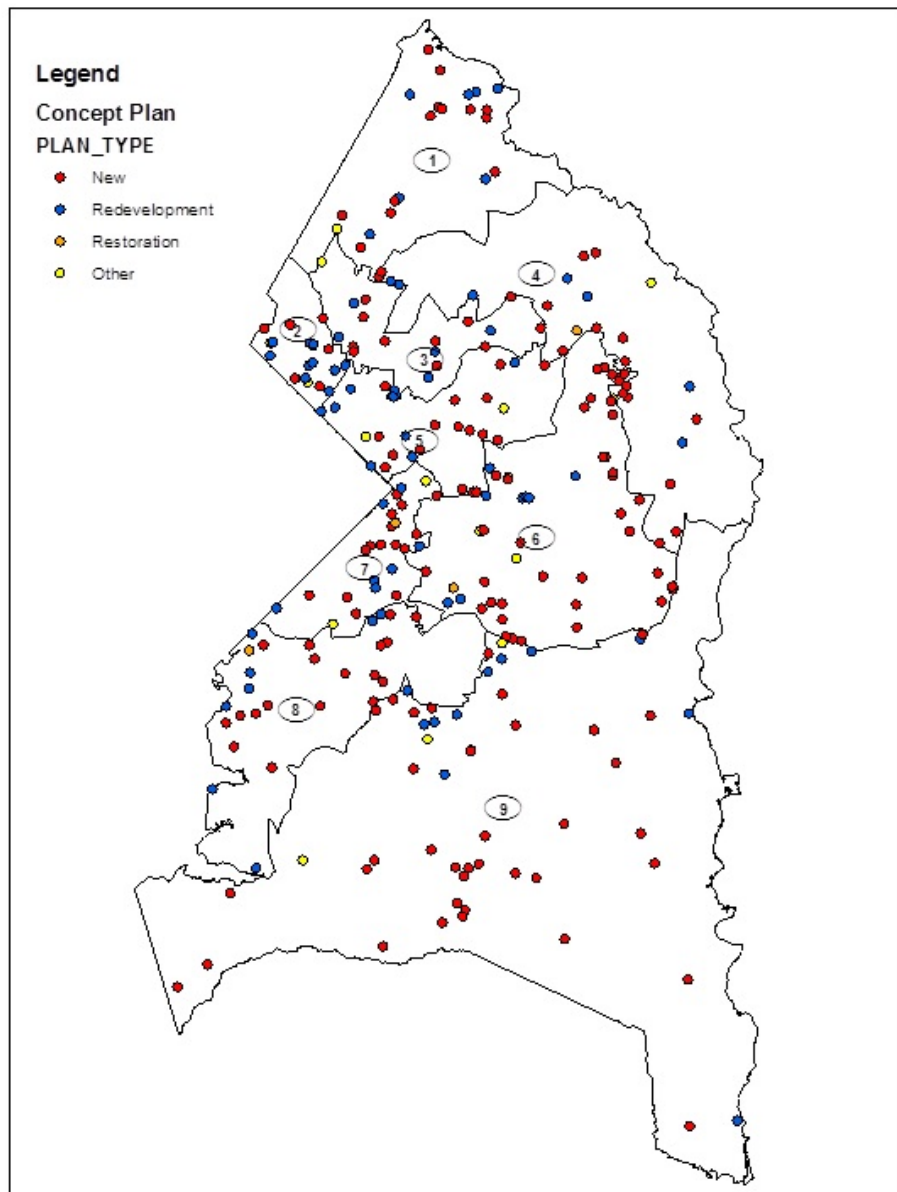 Legend
Concept Plan
PLAN_TYPE
New
Redevelopment
Restoration
Other
1
4
2
3
5
6
7
8
9